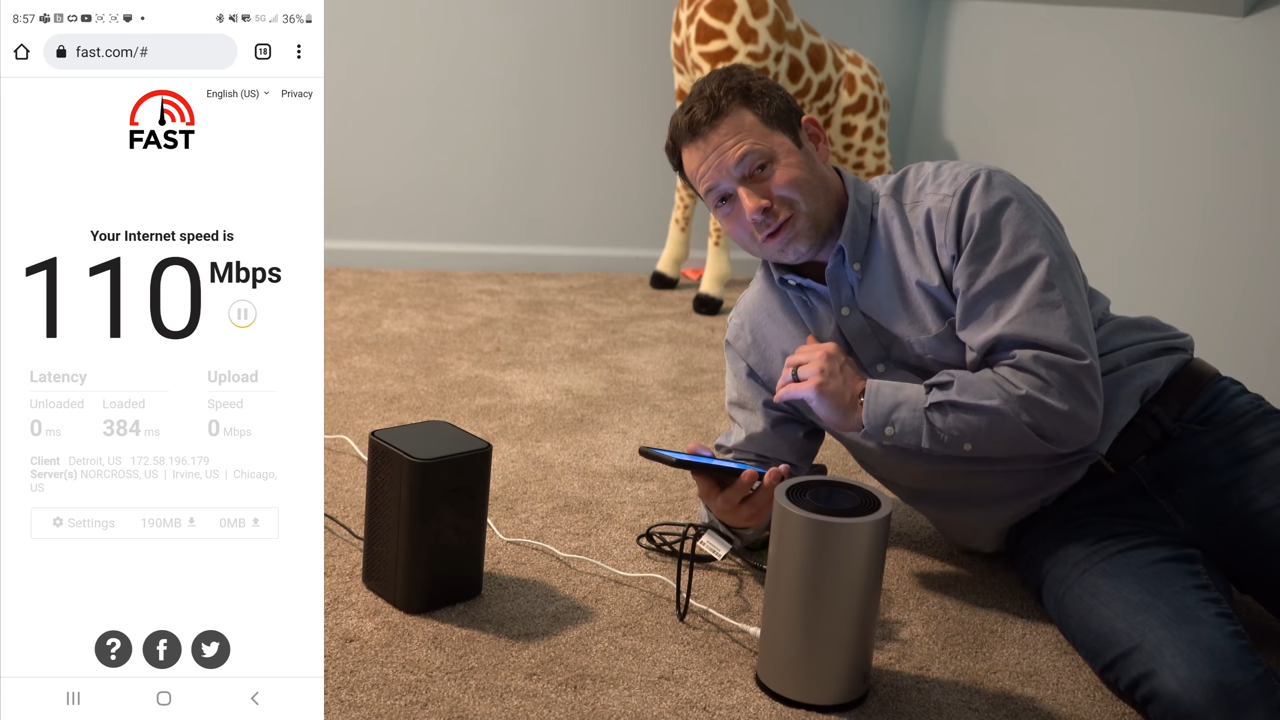 8:57
5G 36%
fast.com/#
18
English (US) Privacy
FAST
Your Internet speed is
110 Mbps
Latency Upload
Unloaded Loaded Speed
0 ms 384 ms 0 Mbps
Client Detroit, US 172.58.196.179
Server(s) NORCROSS, US | Irvine, US | Chicago,
US
Settings 190MB 0MB
? f